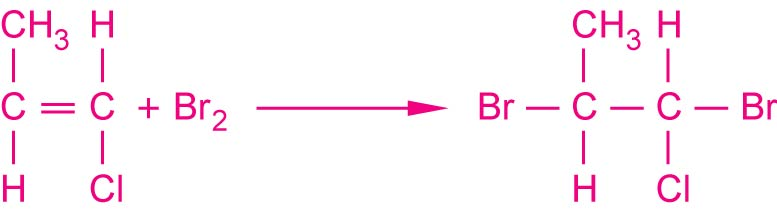 CH3 H CH3 H
C = C + Br2 ⟶ Br — C — C — Br
H Cl H Cl